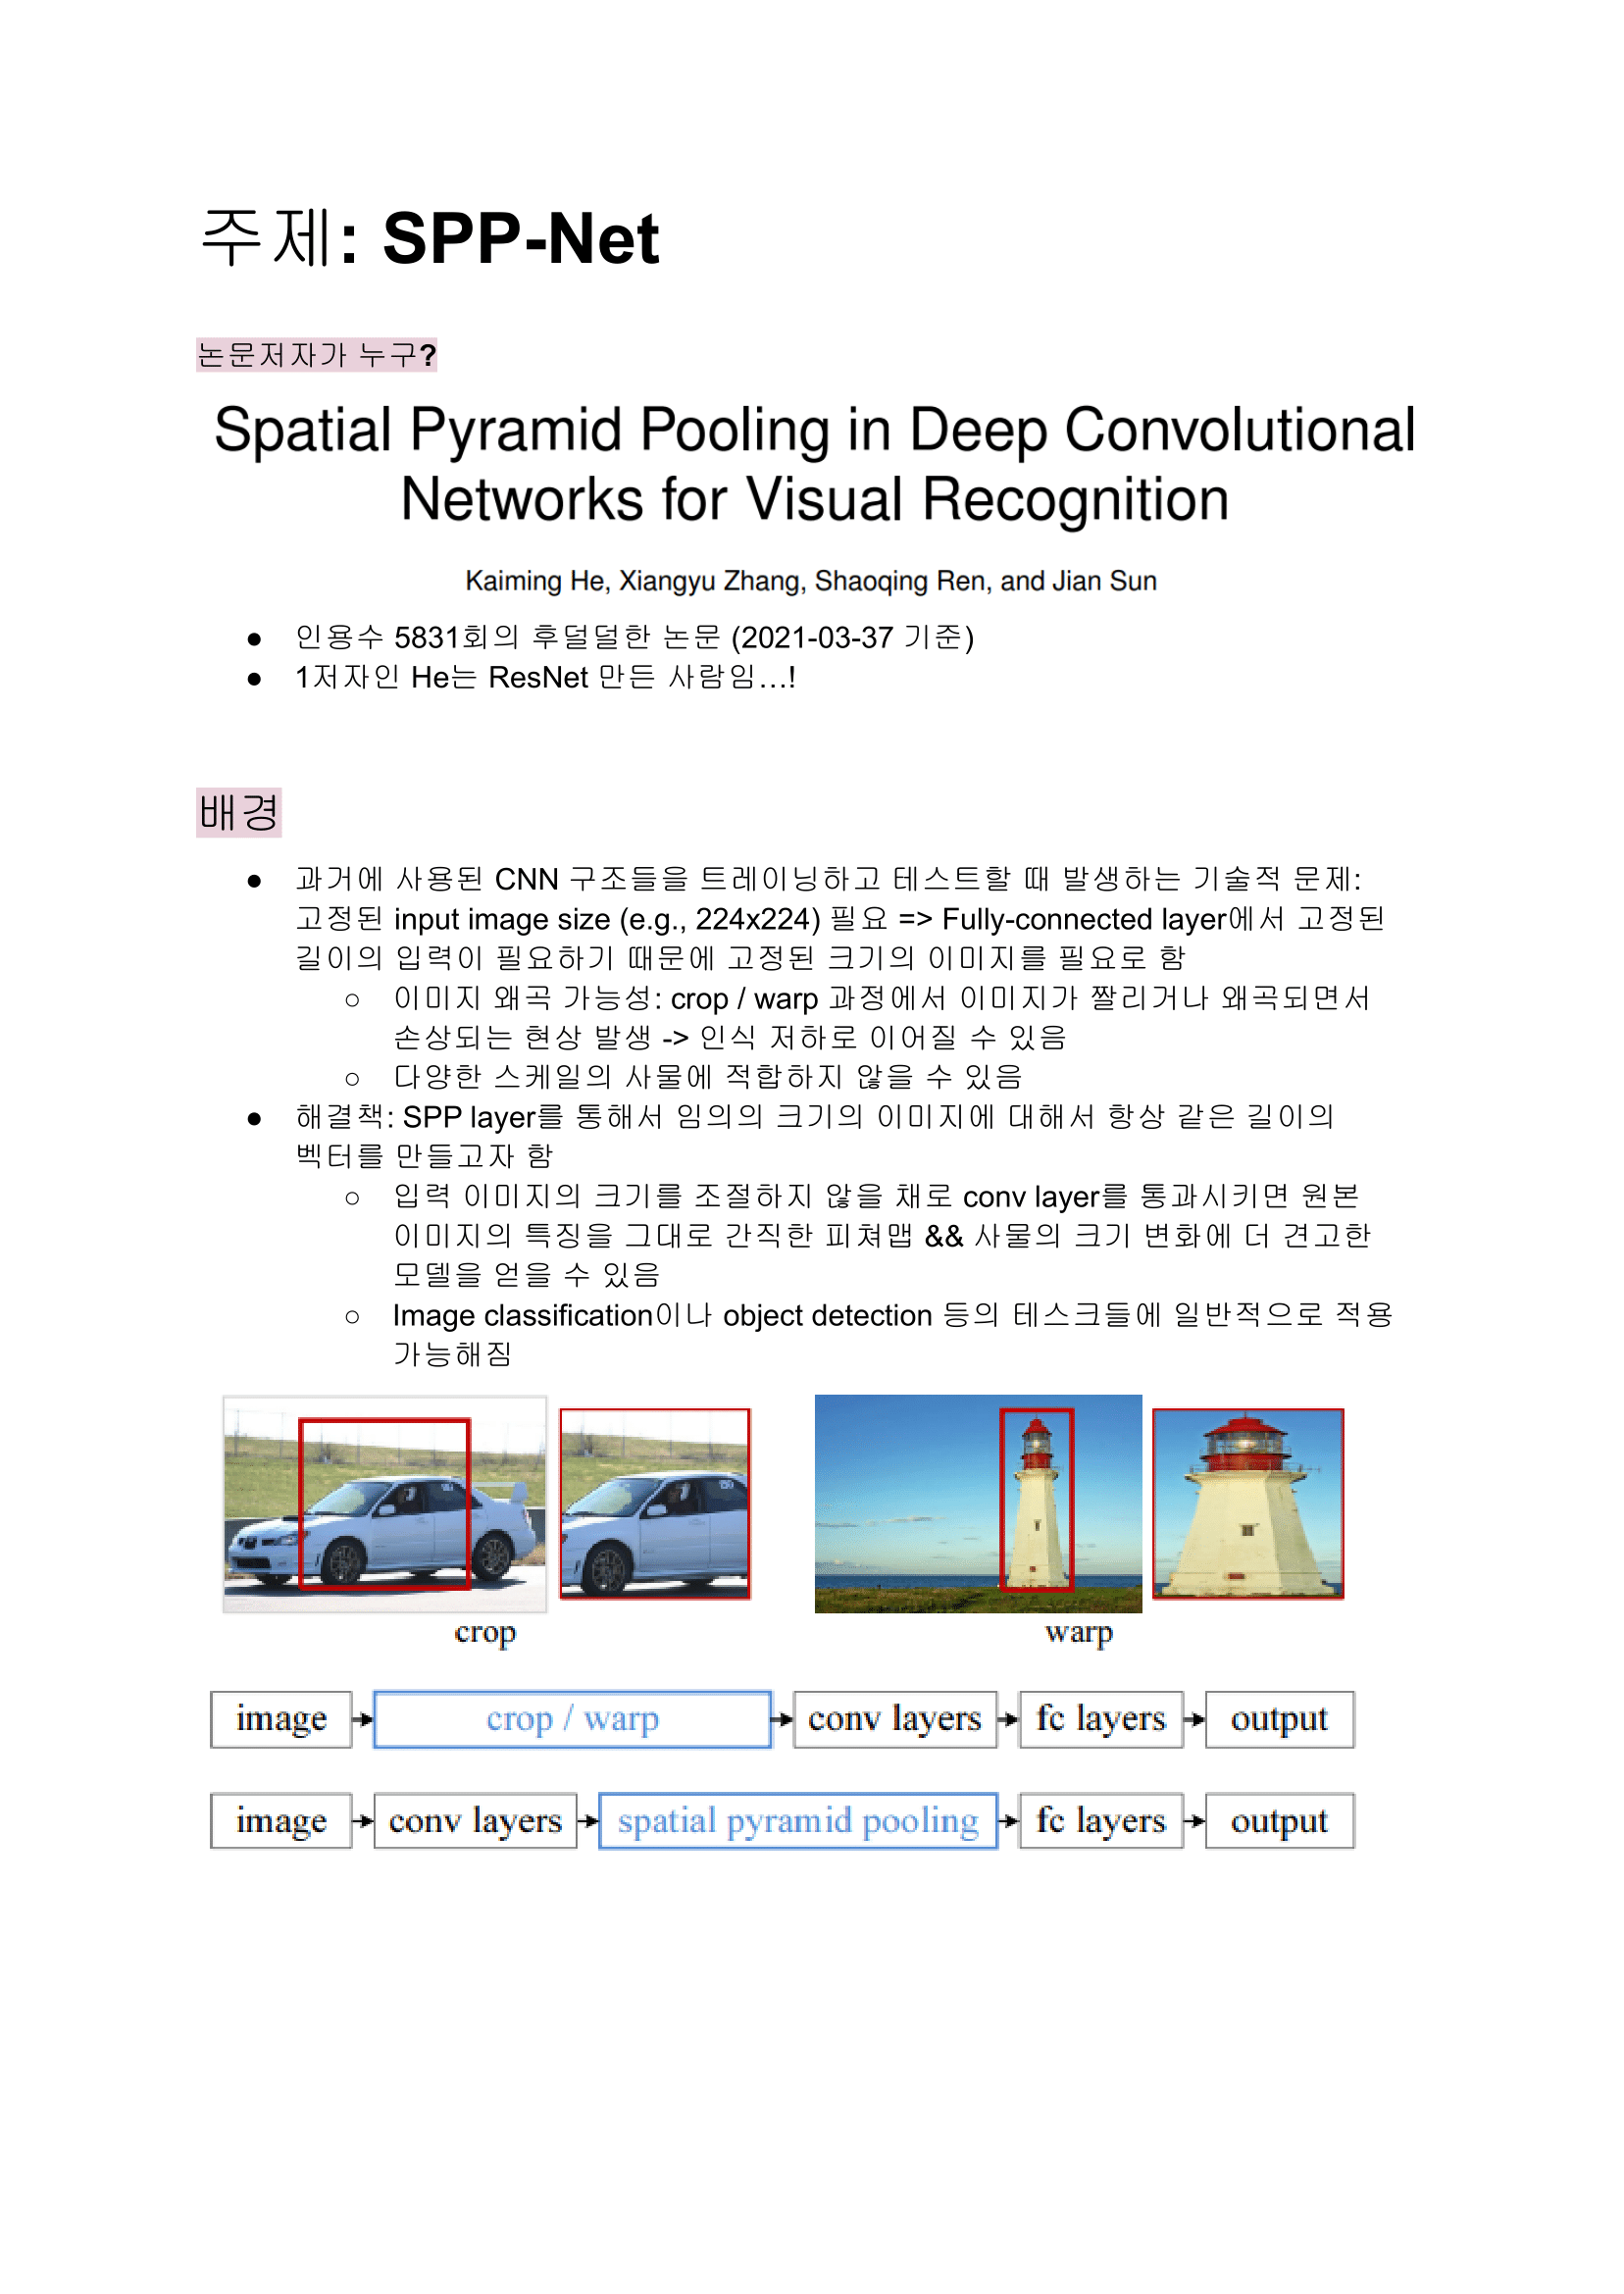 주제: SPP-Net
논문저자가 누구?
Spatial Pyramid Pooling in Deep Convolutional
Networks for Visual Recognition
Kaiming He, Xiangyu Zhang, Shaoqing Ren, and Jian Sun
● 인용수 5831회의 후덜덜한 논문 (2021-03-37 기준)
● 1저자인 He는 ResNet 만든 사람임...!
배경
● 과거에 사용된 CNN 구조들을 트레이닝하고 테스트할 때 발생하는 기술적 문제:
고정된 input image size (e.g., 224x224) 필요 => Fully-connected layer에서 고정된
길이의 입력이 필요하기 때문에 고정된 크기의 이미지를 필요로 함
○ 이미지 왜곡 가능성: crop / warp 과정에서 이미지가 짤리거나 왜곡되면서
손상되는 현상 발생 -> 인식 저하로 이어질 수 있음
○ 다양한 스케일의 사물에 적합하지 않을 수 있음
● 해결책: SPP layer를 통해서 임의의 크기의 이미지에 대해서 항상 같은 길이의
벡터를 만들고자 함
○ 입력 이미지의 크기를 조절하지 않을 채로 conv layer를 통과시키면 원본
이미지의 특징을 그대로 간직한 피쳐맵 && 사물의 크기 변화에 더 견고한
모델을 얻을 수 있음
○ Image classification이나 object detection 등의 테스크들에 일반적으로 적용
가능해짐
crop warp
image crop / warp conv layers fc layers output
image conv layers spatial pyramid pooling fc layers output